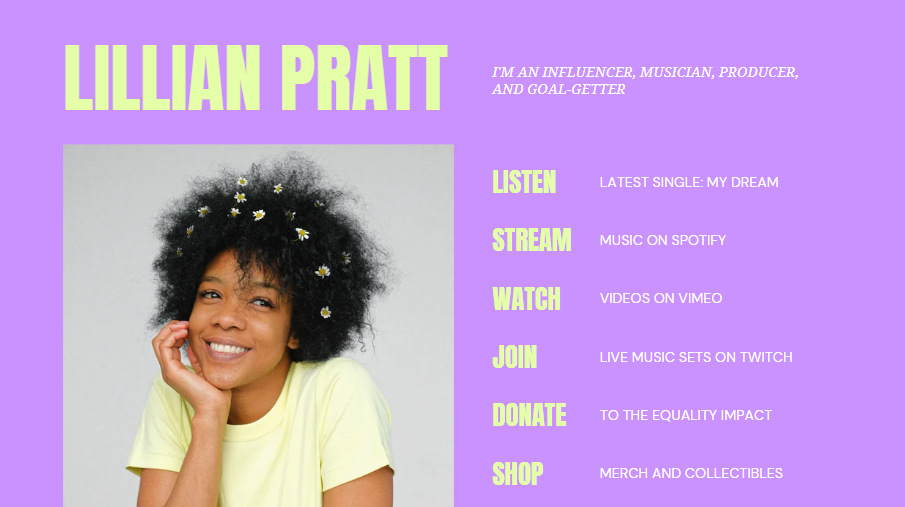 LILLIAN PRATT
I'M AN INFLUENCER, MUSICIAN, PRODUCER,
AND GOAL-GETTER
LISTEN LATEST SINGLE: MY DREAM
STREAM MUSIC ON SPOTIFY
WATCH VIDEOS ON VIMEO
JOIN LIVE MUSIC SETS ON TWITCH
DONATE TO THE EQUALITY IMPACT
SHOP MERCH AND COLLECTIBLES